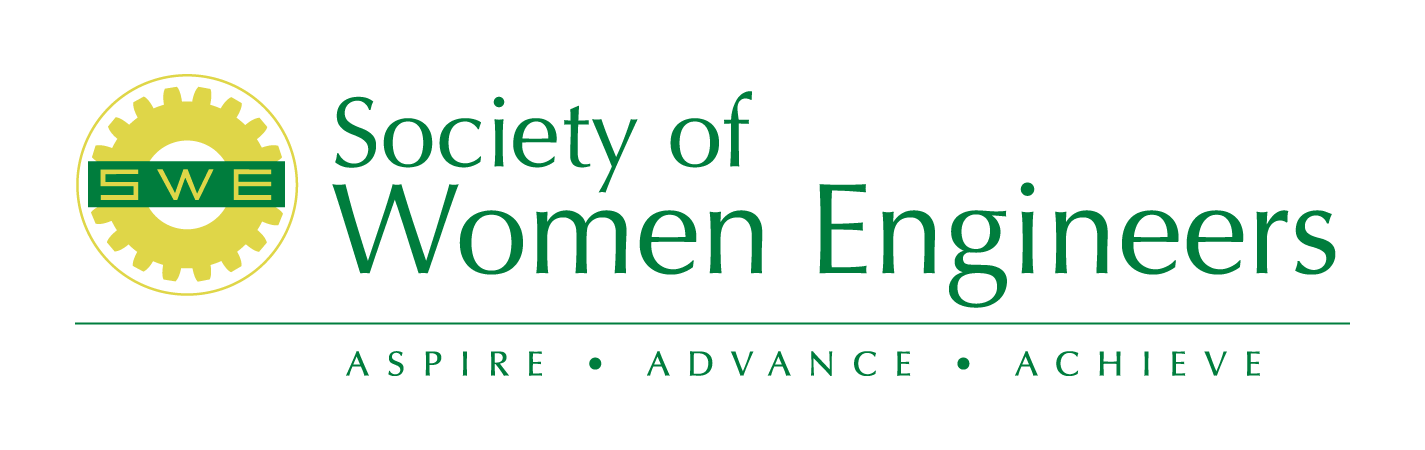 SWE
Society of
Women Engineers
ASPIRE • ADVANCE • ACHIEVE